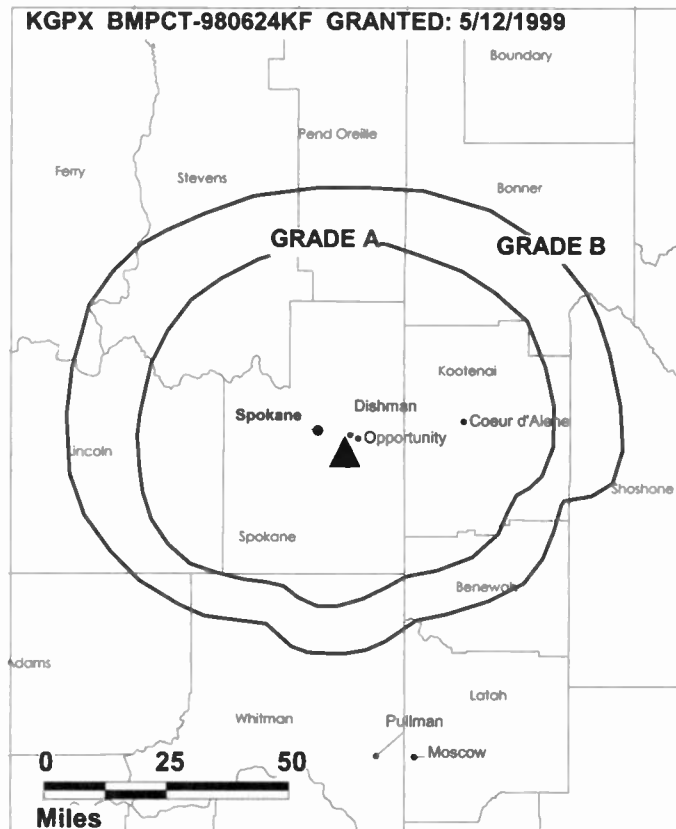 KGPX BMPCT-980624KF GRANTED: 5/12/1999
Boundary
Pend Oreille
Ferry
Stevens
Bonner
GRADE A
GRADE B
Kootenai
Dishman
Spokane
Coeur d'Alene
Opportunity
Lincoln
Shoshone
Spokane
Benewah
Adams
Latah
Whitman
Pullman
Moscow
0 25 50
Miles